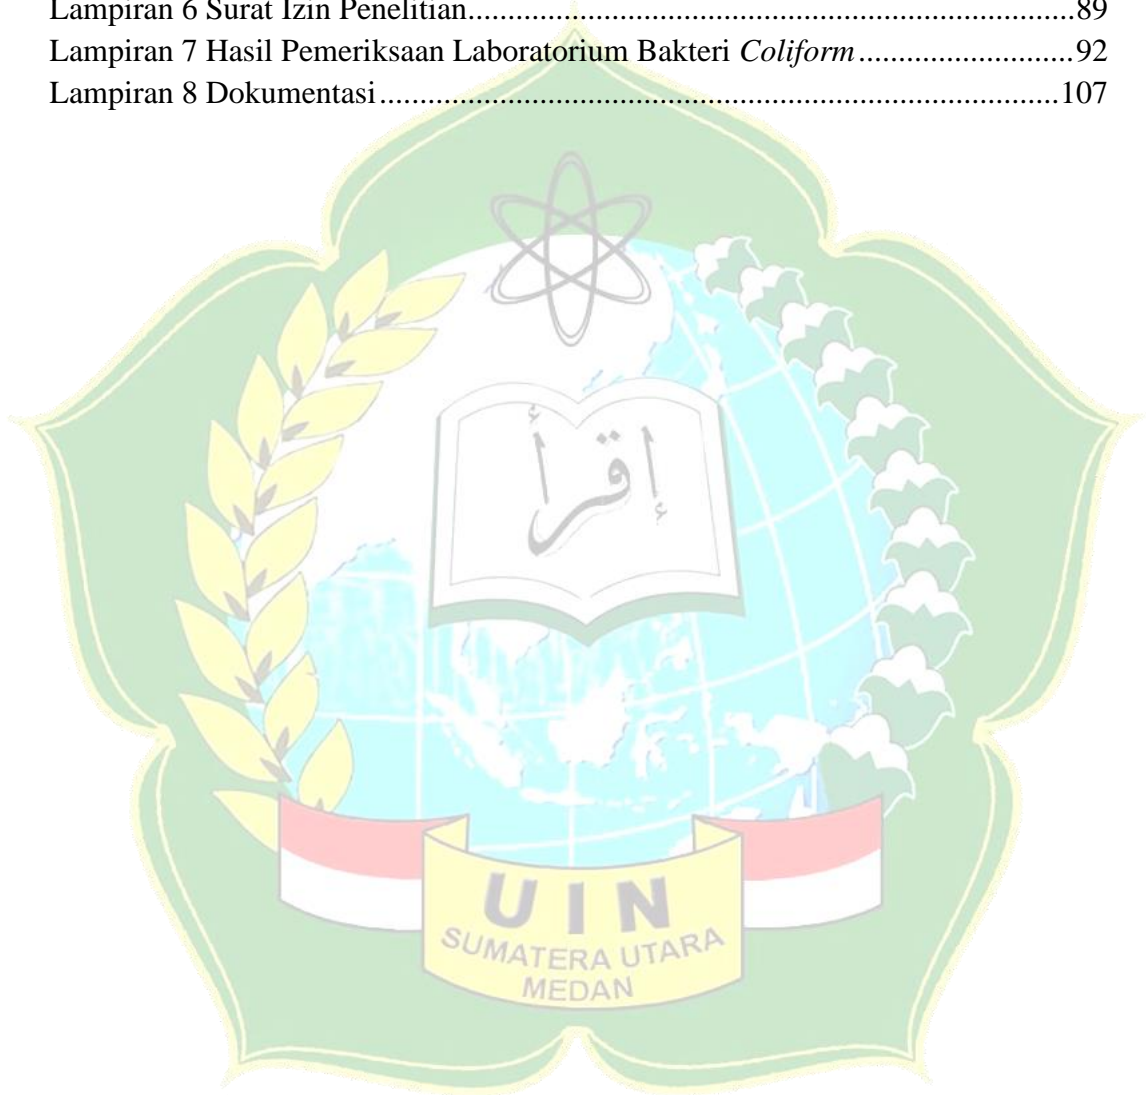 Lampiran 6 Surat Izin Penelitian..............................................................................89
Lampiran 7 Hasil Pemeriksaan Laboratorium Bakteri Coliform...........................92
Lampiran 8 Dokumentasi......................................................................................107
إقرأ
UIN
SUMATERA UTARA
MEDAN